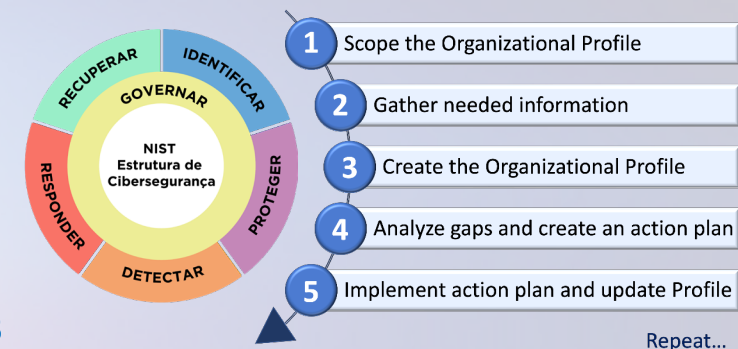 RECUPERAR
IDENTIFICAR
GOVERNAR
NIST
Estrutura de
Cibersegurança
RESPONDER
PROTEGER
DETECTAR
1 Scope the Organizational Profile
2 Gather needed information
3 Create the Organizational Profile
4 Analyze gaps and create an action plan
5 Implement action plan and update Profile
Repeat...